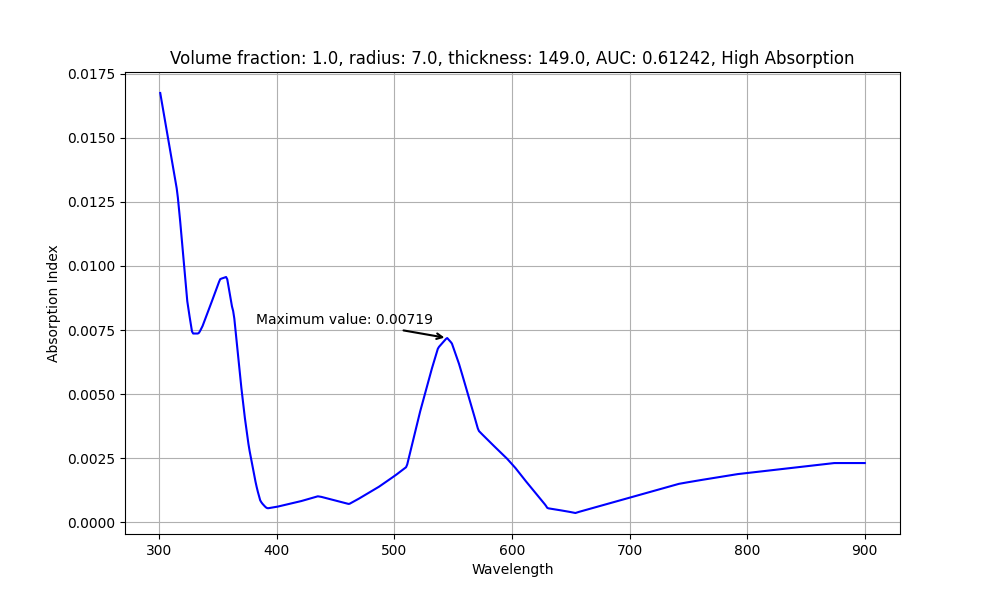 Volume fraction: 1.0, radius: 7.0, thickness: 149.0, AUC: 0.61242, High Absorption
0.0175
0.0150
0.0125
0.0100
0.0075
0.0050
0.0025
0.0000
Absorption Index
Maximum value: 0.00719
300 400 500 600 700 800 900
Wavelength